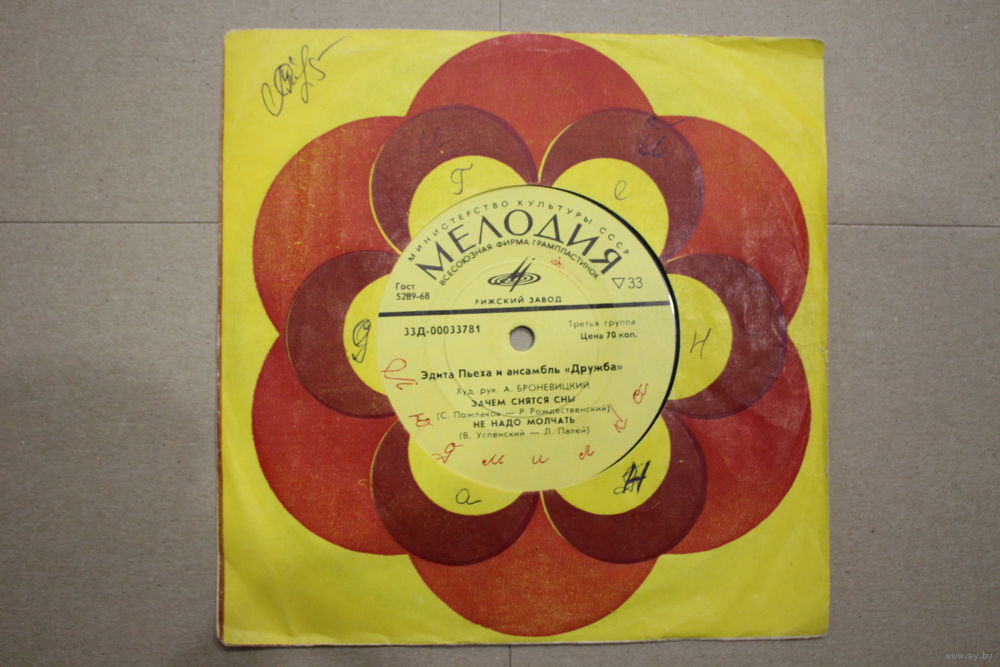 МИНИСТЕРСТВО КУЛЬТУРЫ СССР
МЕЛОДИЯ
ВСЕСОЮЗНАЯ ФИРМА ГРАМПЛАСТИНОК
Гост
5289-68
▽33
РИЖСКИЙ ЗАВОД
33Д-00033781
Третья группа
Цена 70 коп.
Эдита Пьеха и ансамбль «Дружба»
Худ. рук. А. БРОНЕВИЦКИЙ
ЗАЧЕМ СНЯТСЯ СНЫ
(С. Пожлаков — Р. Рождественский)
НЕ НАДО МОЛЧАТЬ
(В. Успенский — Л. Палей)
www.ay.by